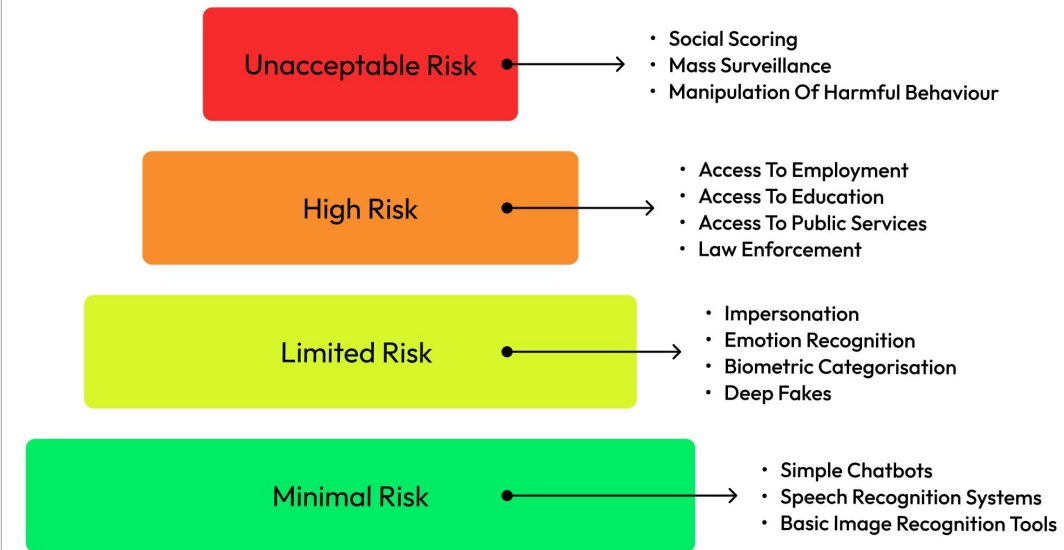 Unacceptable Risk
• Social Scoring
• Mass Surveillance
• Manipulation Of Harmful Behaviour
High Risk
• Access To Employment
• Access To Education
• Access To Public Services
• Law Enforcement
Limited Risk
• Impersonation
• Emotion Recognition
• Biometric Categorisation
• Deep Fakes
Minimal Risk
• Simple Chatbots
• Speech Recognition Systems
• Basic Image Recognition Tools